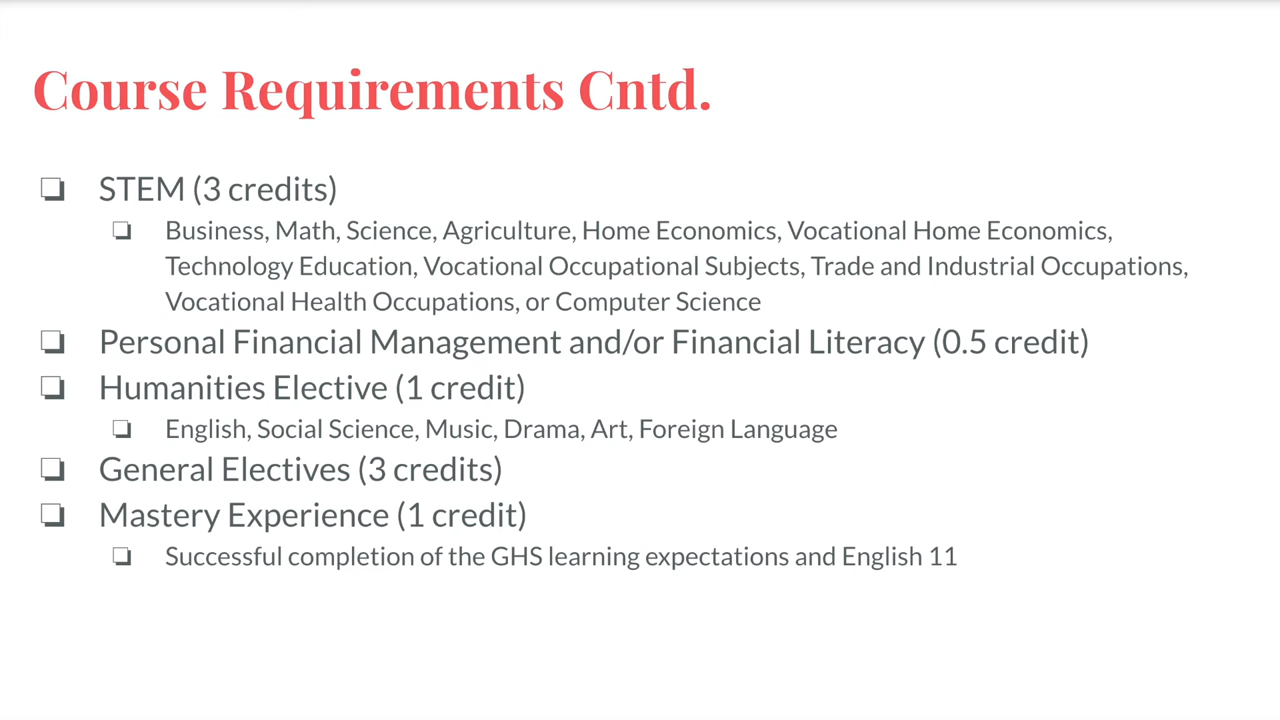 Course Requirements Cntd.
❏ STEM (3 credits)
❏ Business, Math, Science, Agriculture, Home Economics, Vocational Home Economics,
Technology Education, Vocational Occupational Subjects, Trade and Industrial Occupations,
Vocational Health Occupations, or Computer Science
❏ Personal Financial Management and/or Financial Literacy (0.5 credit)
❏ Humanities Elective (1 credit)
❏ English, Social Science, Music, Drama, Art, Foreign Language
❏ General Electives (3 credits)
❏ Mastery Experience (1 credit)
❏ Successful completion of the GHS learning expectations and English 11